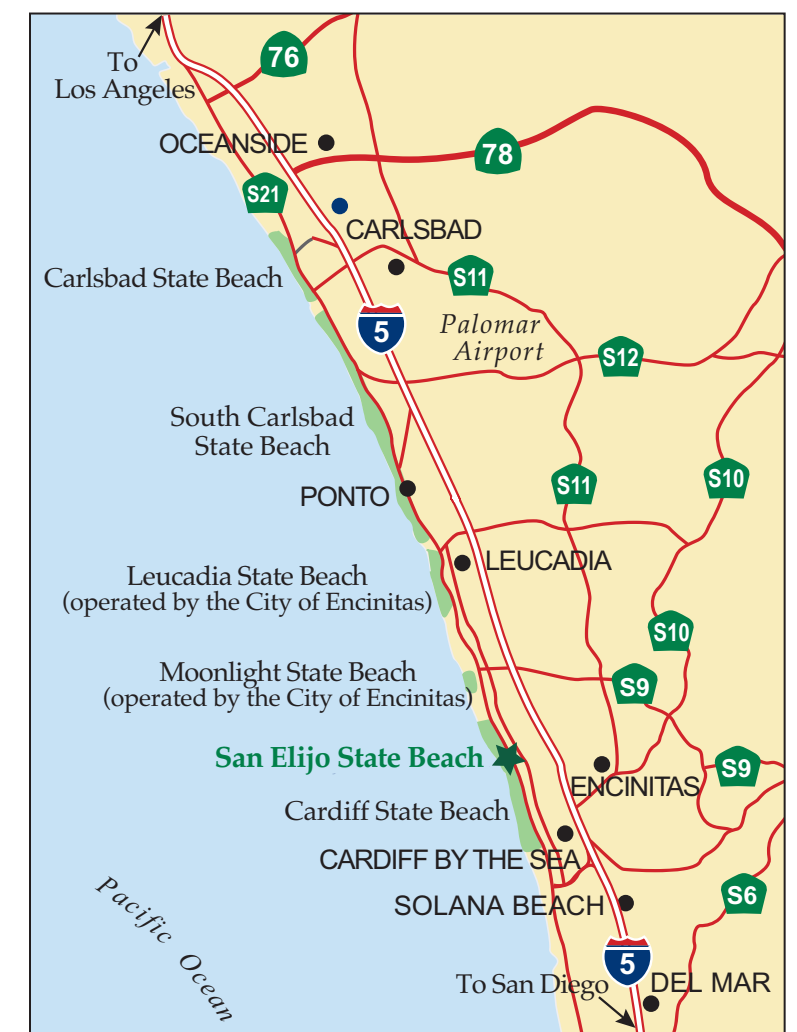 To
Los Angeles
76
OCEANSIDE
78
S21
CARLSBAD
Carlsbad State Beach
S11
5
Palomar
Airport
S12
South Carlsbad
State Beach
PONTO
S11
S10
LEUCADIA
Leucadia State Beach
(operated by the City of Encinitas)
S10
Moonlight State Beach
(operated by the City of Encinitas)
S9
San Elijo State Beach
S9
ENCINITAS
Cardiff State Beach
CARDIFF BY THE SEA
SOLANA BEACH
S6
Pacific Ocean
5
To San Diego
DEL MAR